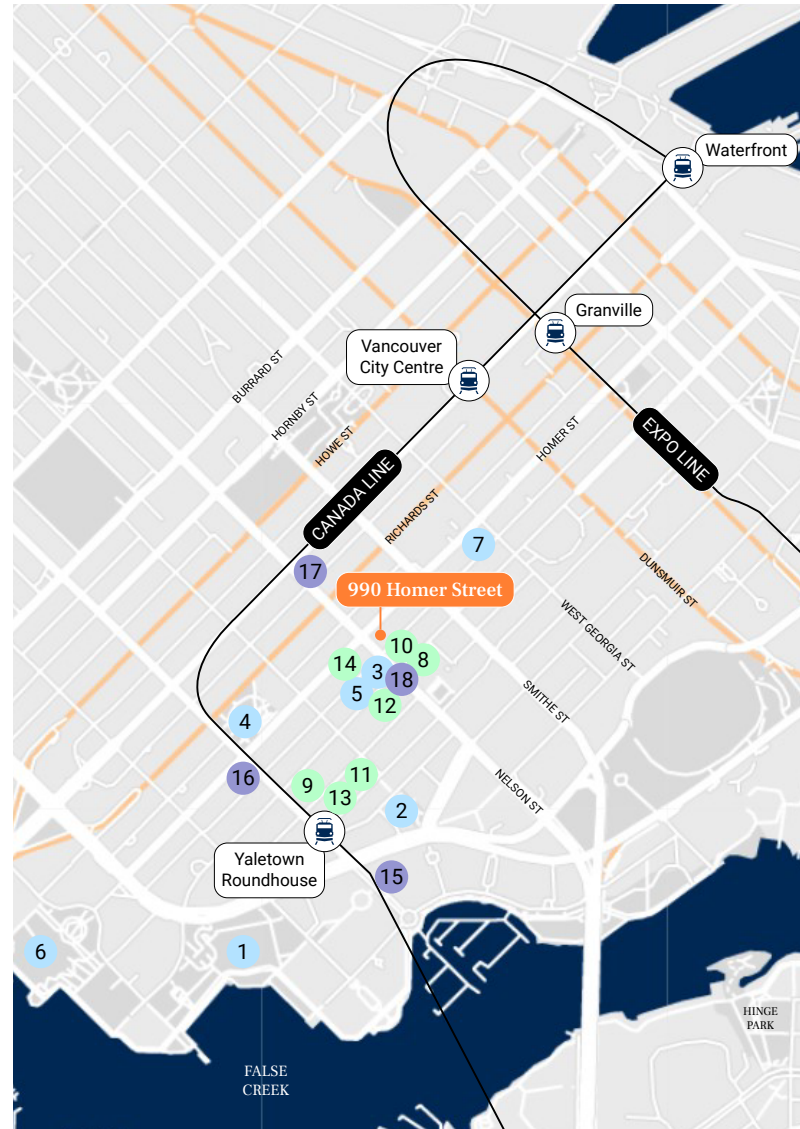 Waterfront
Granville
Vancouver
City Centre
BURRARD ST
HORNBY ST
HOWE ST
HOMER ST
EXPO LINE
CANADA LINE
RICHARDS ST
7
DUNSMUIR ST
17
990 Homer Street
WEST GEORGIA ST
10
14
8
3
18
5
12
SMITHE ST
4
16
11
9
13
2
NELSON ST
Yaletown
Roundhouse
15
6
1
HINGE
PARK
FALSE
CREEK